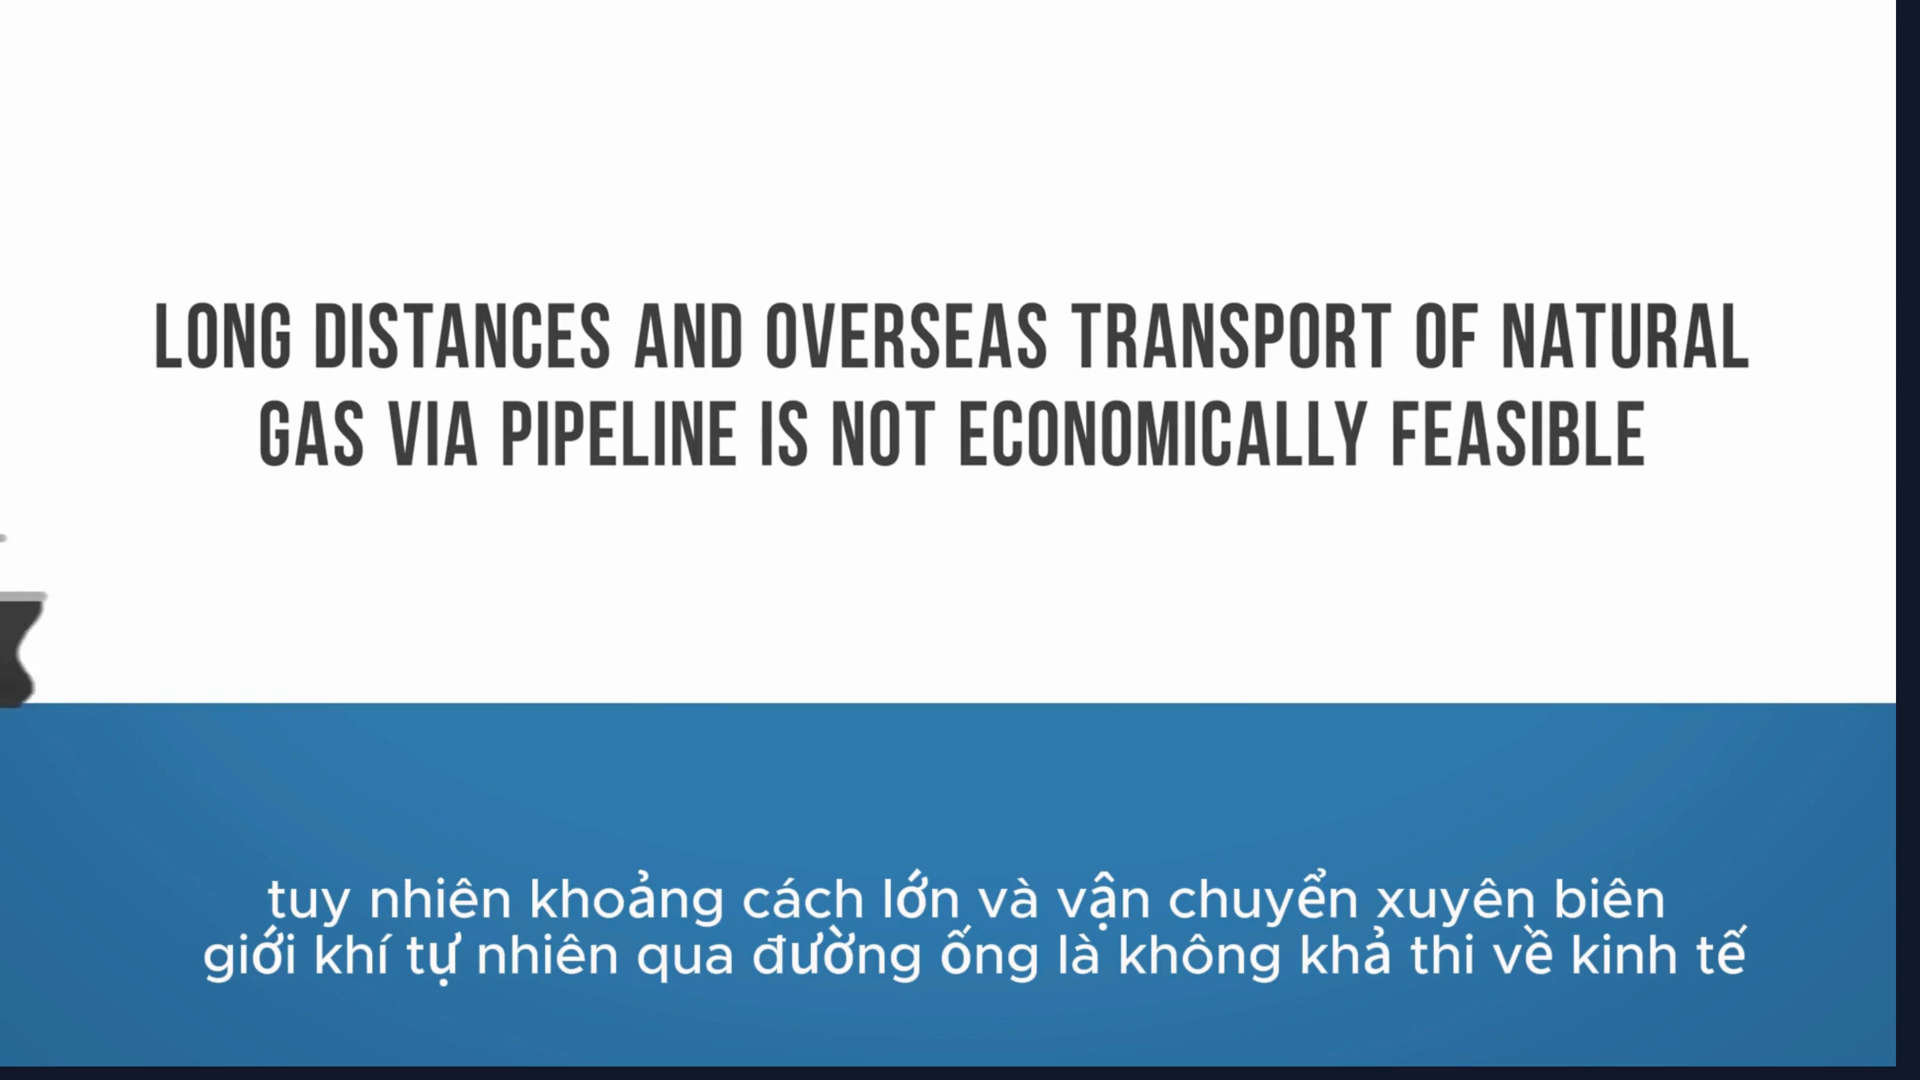 LONG DISTANCES AND OVERSEAS TRANSPORT OF NATURAL
GAS VIA PIPELINE IS NOT ECONOMICALLY FEASIBLE
tuy nhiên khoảng cách lớn và vận chuyển xuyên biên
giới khí tự nhiên qua đường ống là không khả thi về kinh tế